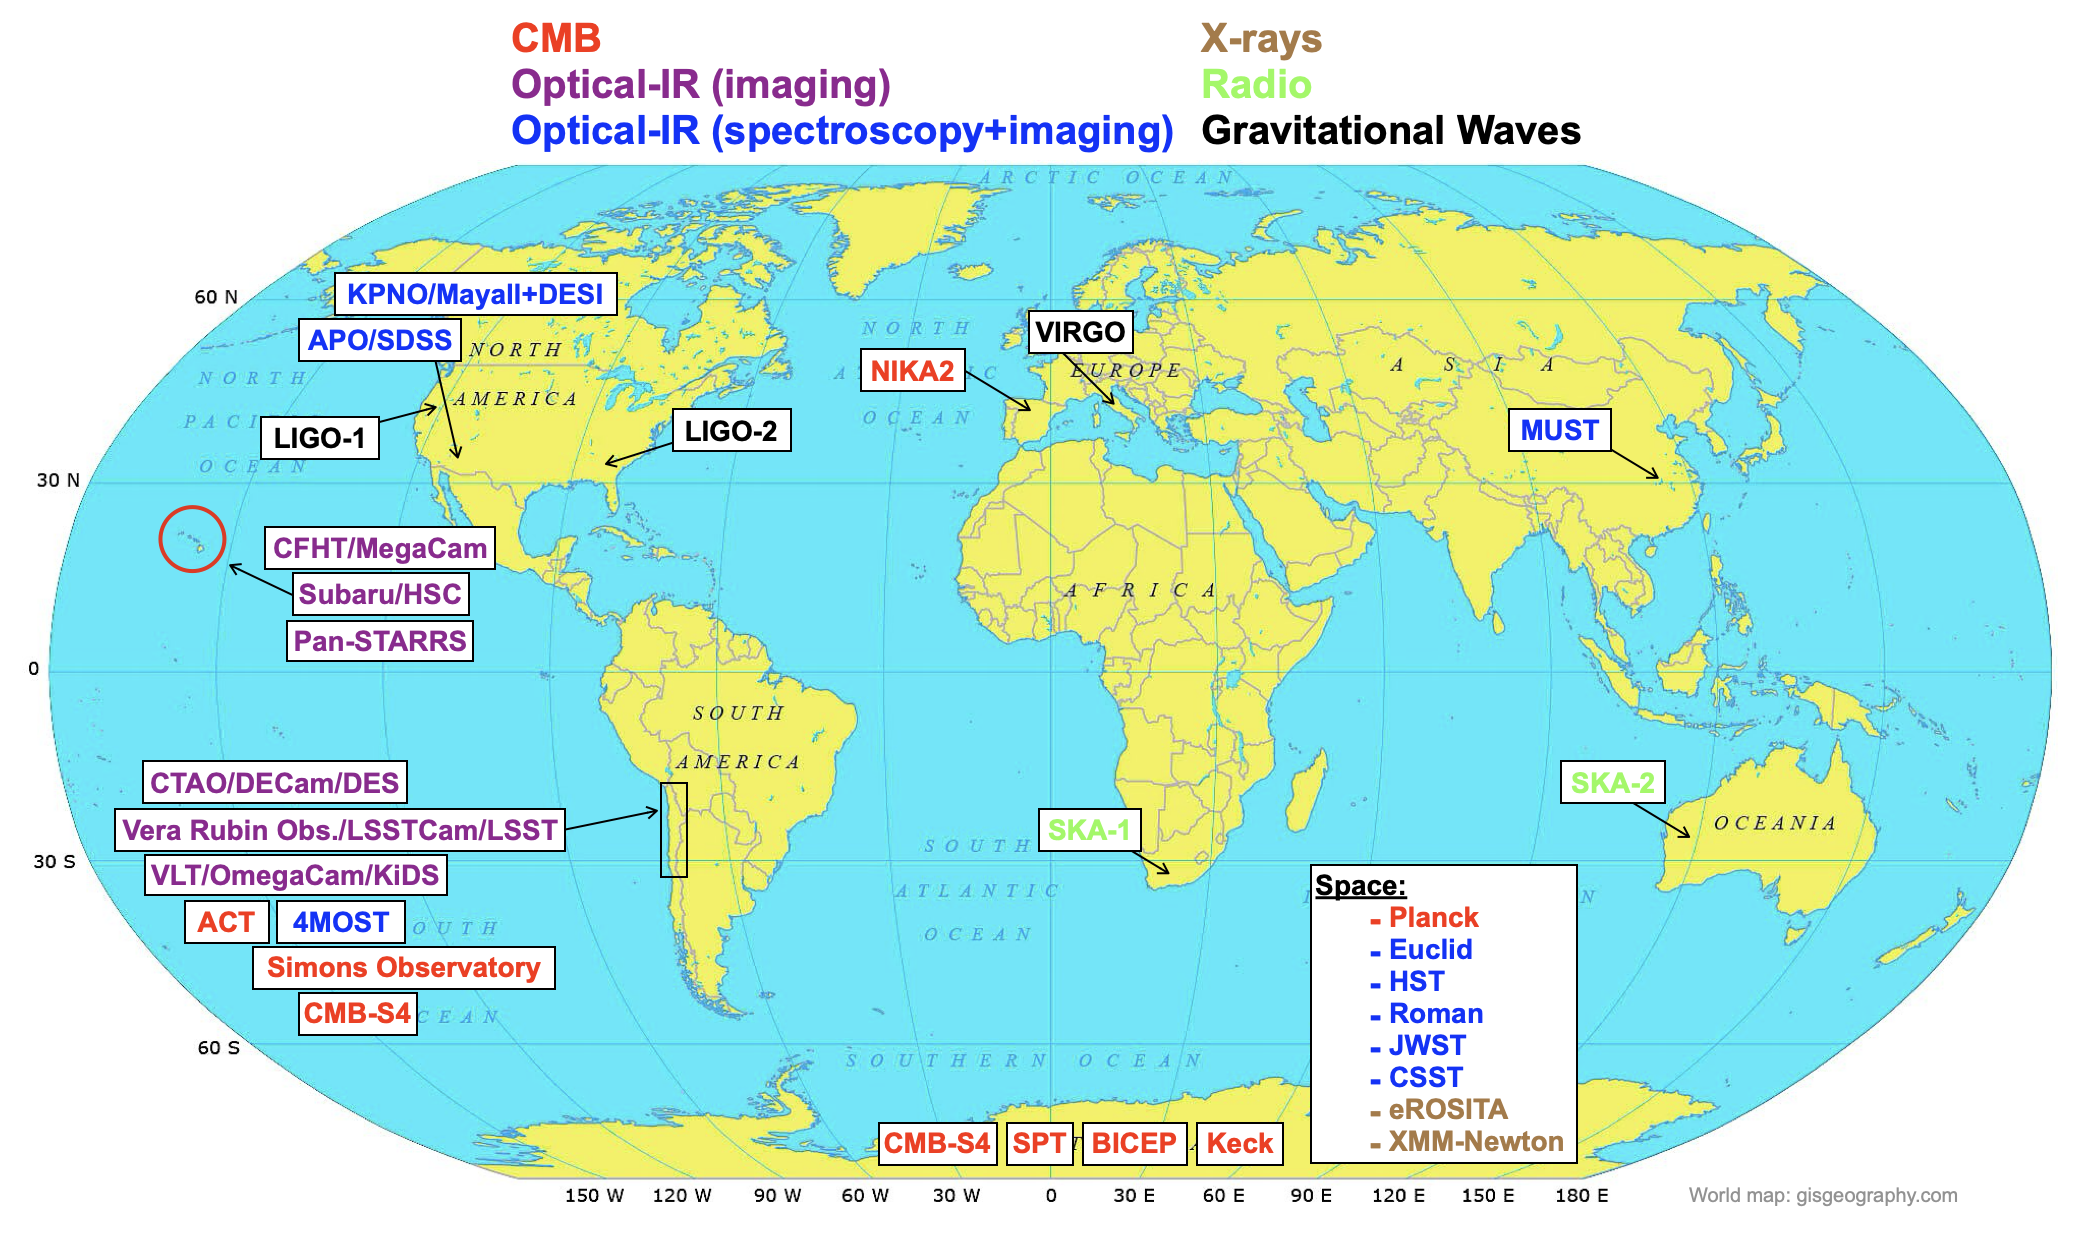 CMB
Optical-IR (imaging)
Optical-IR (spectroscopy+imaging)
X-rays
Radio
Gravitational Waves
ARCTIC OCEAN
60 N
KPNO/Mayall+DESI
APO/SDSS
NORTH
AMERICA
NORTH
PACI
OCEAN
LIGO-1
LIGO-2
NORTH
A IC
OCEAN
NIKA2
VIRGO
EUROPE
ASIA
MUST
30 N
CFHT/MegaCam
Subaru/HSC
Pan-STARRS
AFRICA
0
SOUTH
AMERICA
CTAO/DECam/DES
Vera Rubin Obs./LSSTCam/LSST
VLT/OmegaCam/KiDS
ACT
4MOST
Simons Observatory
CMB-S4
OUTH
CEAN
30 S
SOUTH
ATLANTIC
OCEAN
SKA-1
SKA-2
OCEANIA
N
60 S
SOUTHERN OCEAN
CMB-S4
SPT
BICEP
Keck
Space:
- Planck
- Euclid
- HST
- Roman
- JWST
- CSST
- eROSITA
- XMM-Newton
150 W 120 W 90 W 60 W 30 W 0 30 E 60 E 90 E 120 E 150 E 180 E
World map: gisgeography.com